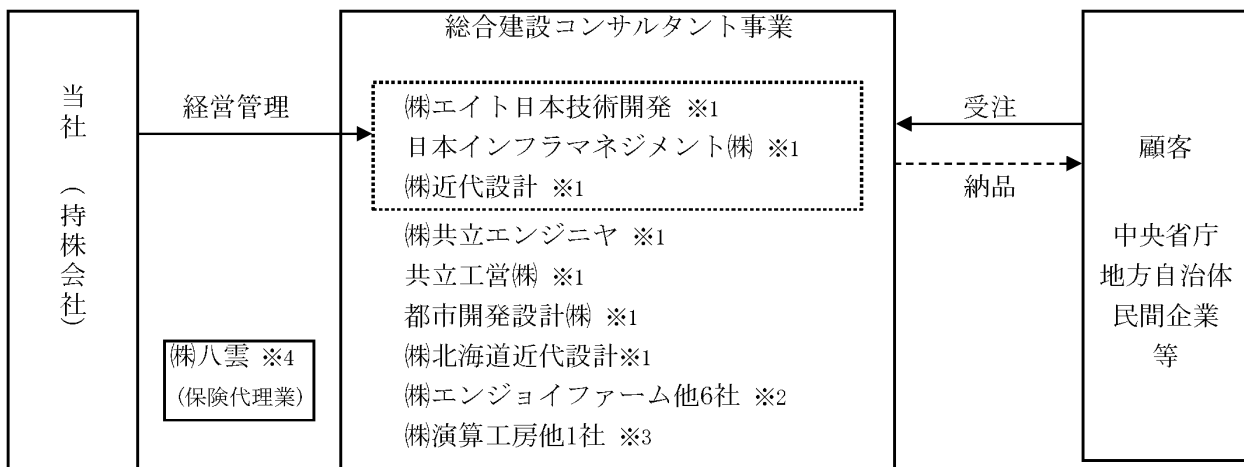 当社（持株会社）
経営管理
㈱八雲 ※4
(保険代理業)
総合建設コンサルタント事業
㈱エイト日本技術開発 ※1
日本インフラマネジメント㈱ ※1
㈱近代設計 ※1
㈱共立エンジニヤ ※1
共立工営㈱ ※1
都市開発設計㈱ ※1
㈱北海道近代設計※1
㈱エンジョイファーム他6社 ※2
㈱演算工房他1社 ※3
受注
納品
顧客
中央省庁
地方自治体
民間企業
等